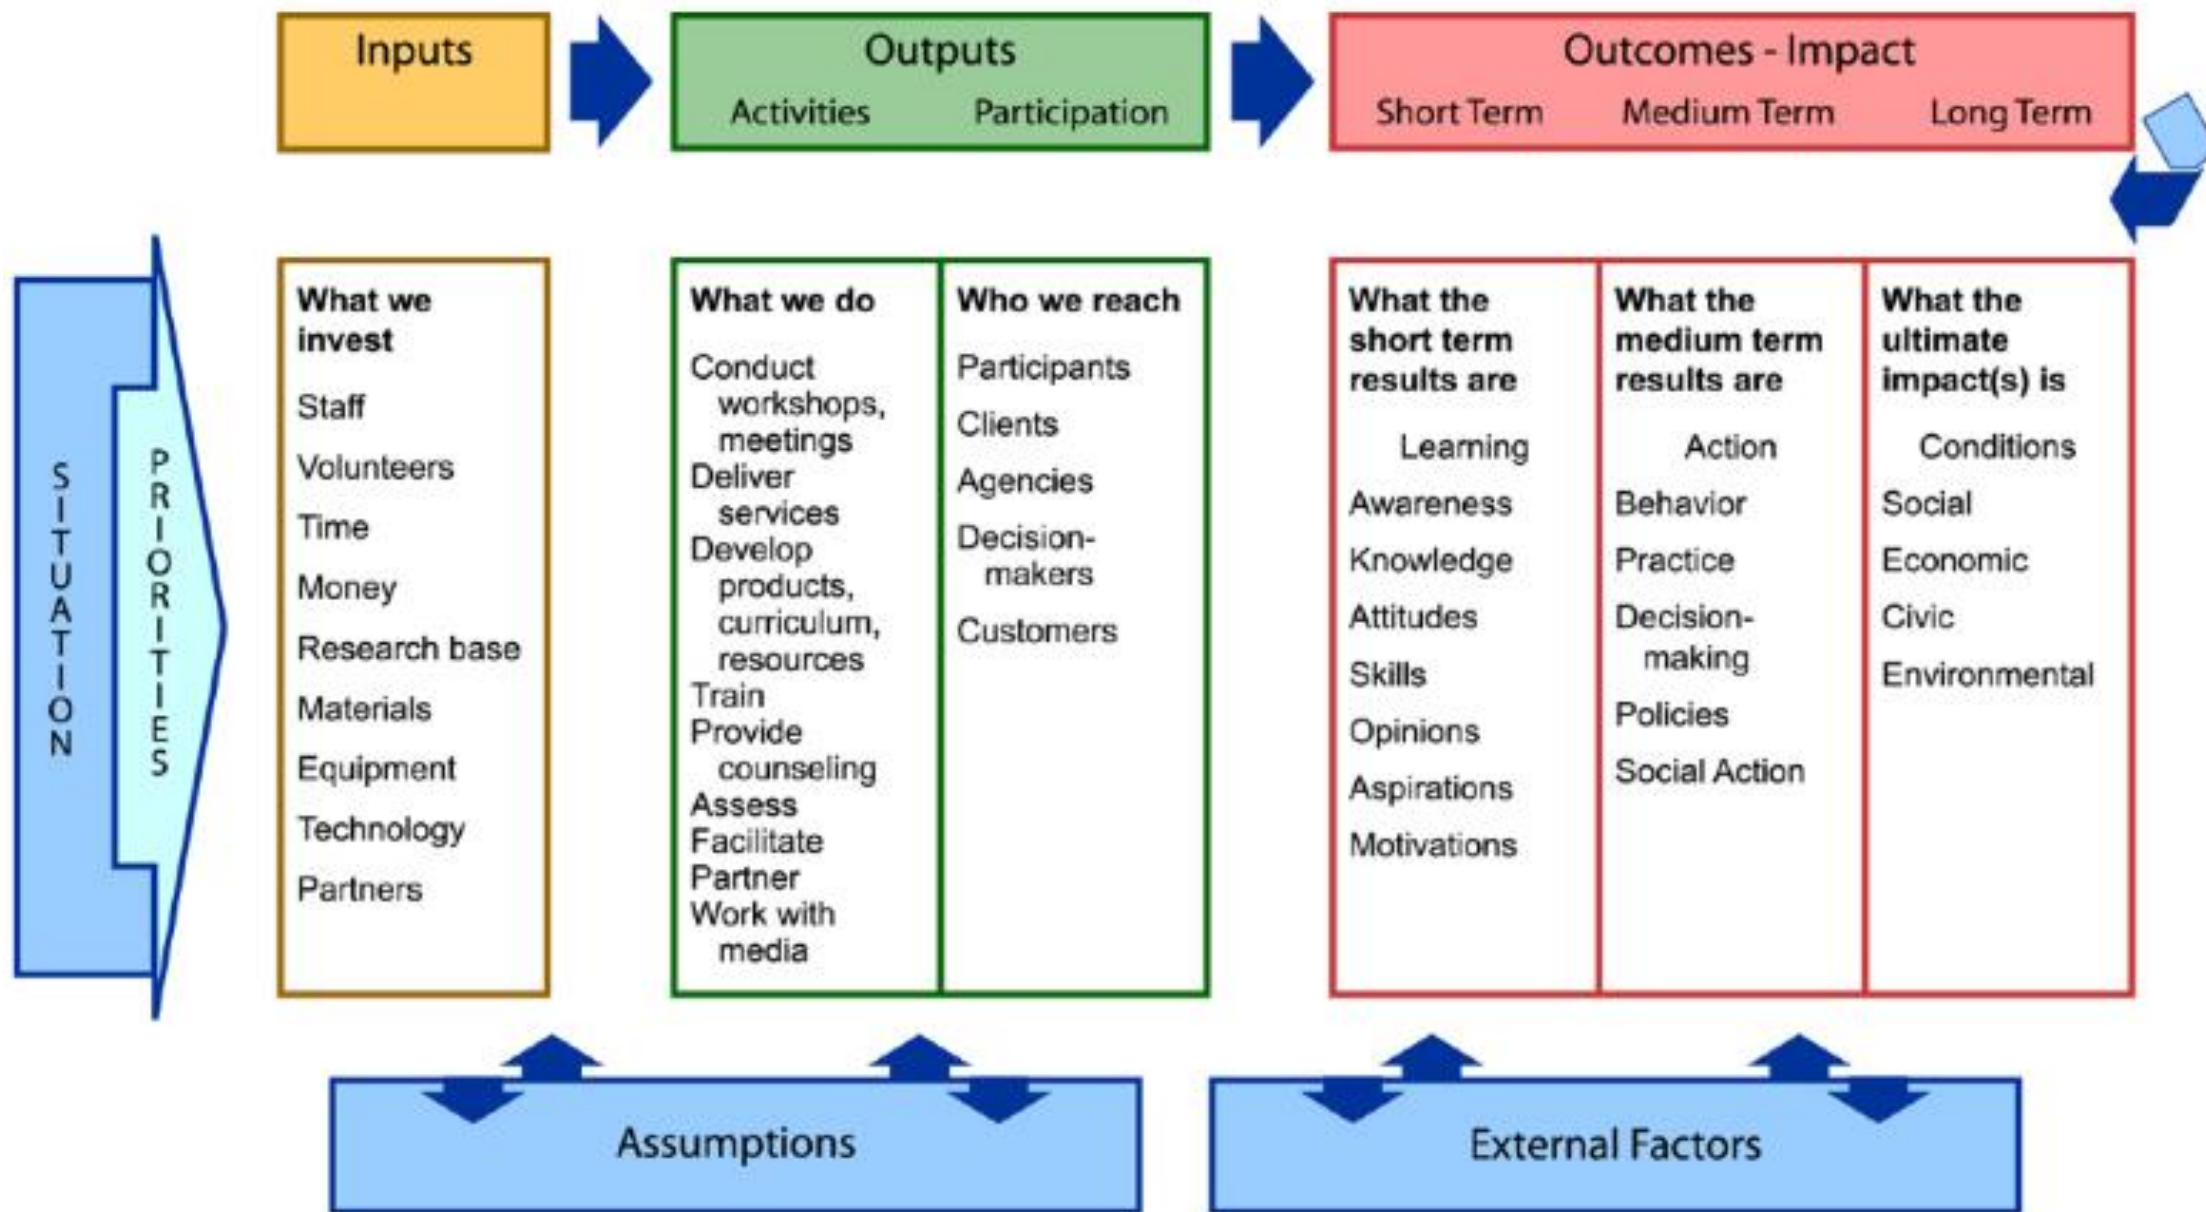 Inputs
Outputs
Activities Participation
Outcomes - Impact
Short Term Medium Term Long Term
SITUATION
PRIORITIES
What we
invest
Staff
Volunteers
Time
Money
Research base
Materials
Equipment
Technology
Partners
What we do
Conduct
workshops,
meetings
Deliver
services
Develop
products,
curriculum,
resources
Train
Provide
counseling
Assess
Facilitate
Partner
Work with
media
Who we reach
Participants
Clients
Agencies
Decision-
makers
Customers
What the
short term
results are
Learning
Awareness
Knowledge
Attitudes
Skills
Opinions
Aspirations
Motivations
What the
medium term
results are
Action
Behavior
Practice
Decision-
making
Policies
Social Action
What the
ultimate
impact(s) is
Conditions
Social
Economic
Civic
Environmental
Assumptions
External Factors